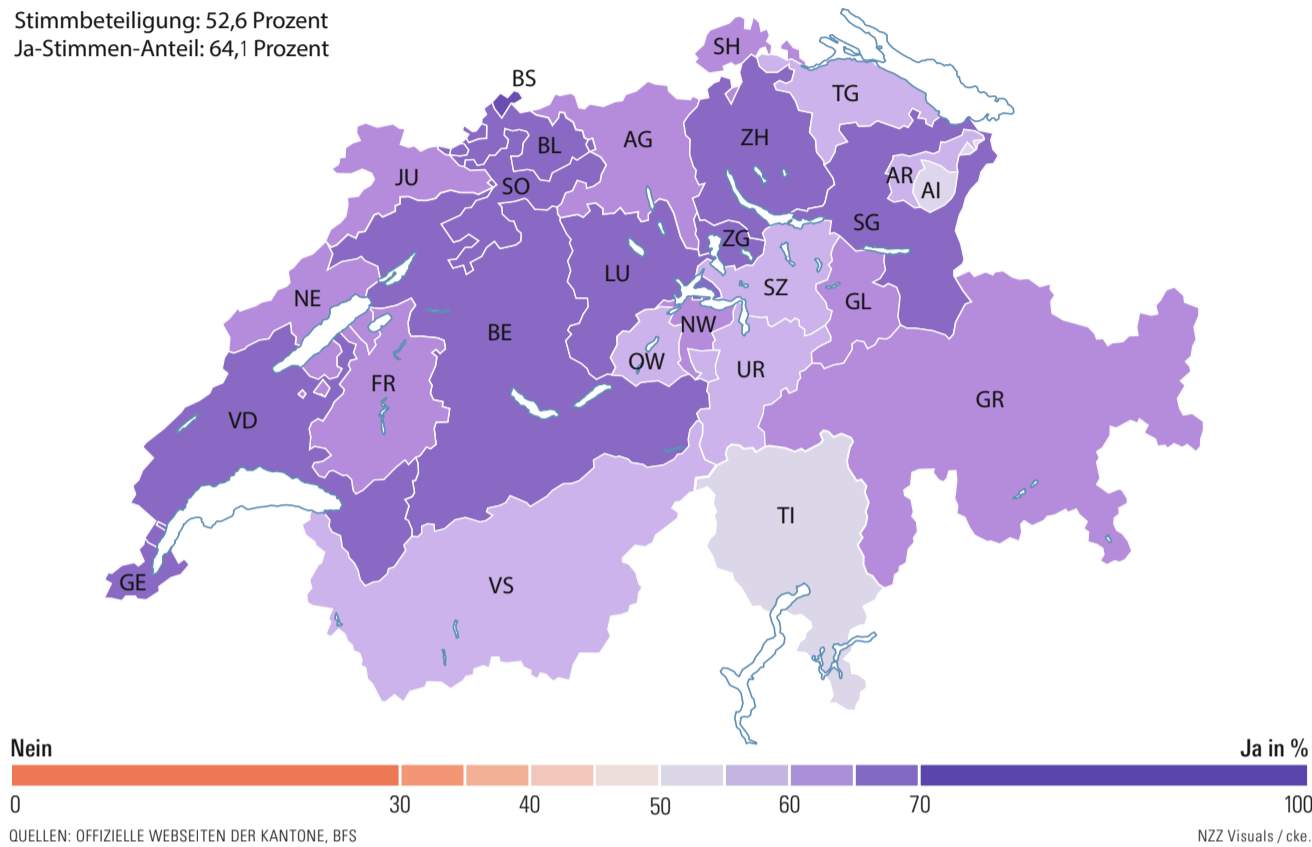 Stimmbeteiligung: 52,6 Prozent
Ja-Stimmen-Anteil: 64,1 Prozent
SH
BS
TG
BL
AG
ZH
JU
SO
AR
AI
SG
ZG
LU
SZ
NE
GL
BE
NW
OW
UR
FR
GR
VD
TI
GE
VS
Nein
Ja in %
0 30 40 50 60 70 100
QUELLEN: OFFIZIELLE WEBSEITEN DER KANTONE, BFS
NZZ Visuals / cke.